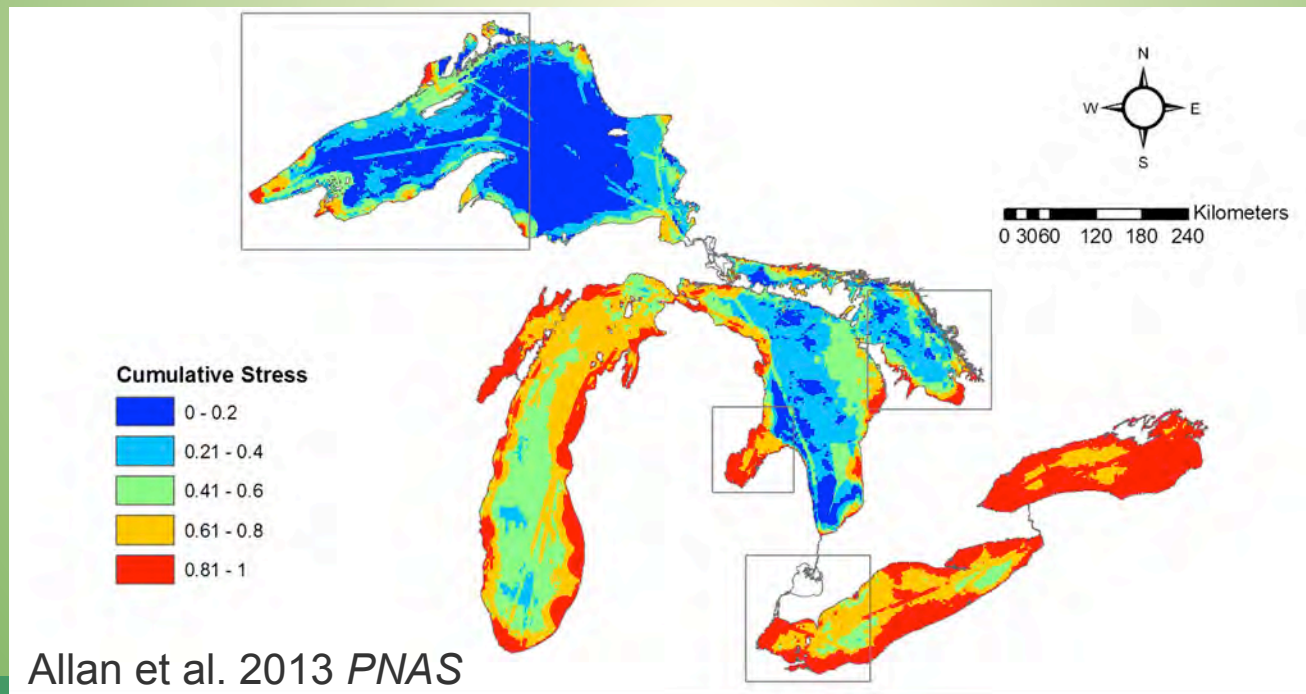 N
W E
S
Kilometers
0 3060 120 180 240
Cumulative Stress
0 - 0.2
0.21 - 0.4
0.41 - 0.6
0.61 - 0.8
0.81 - 1
Allan et al. 2013 PNAS